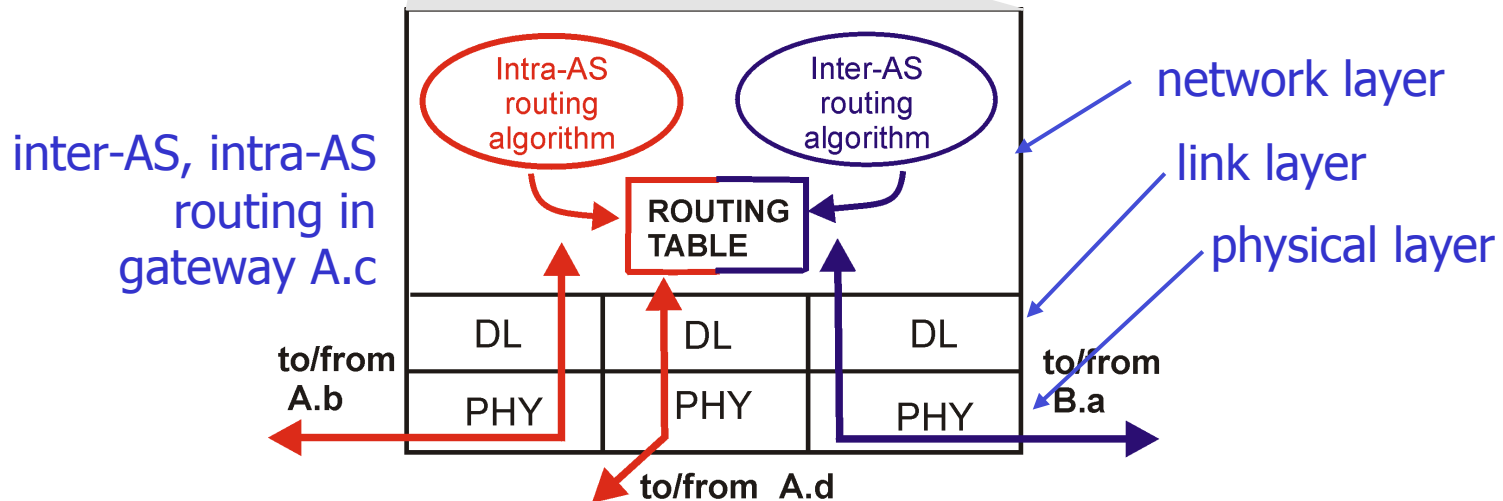 Intra-AS
routing
algorithm
Inter-AS
routing
algorithm
network layer
inter-AS, intra-AS
routing in
gateway A.c
link layer
ROUTING
TABLE
physical layer
DL
DL
DL
to/from
A.b
to/from
B.a
PHY
PHY
PHY
to/from A.d